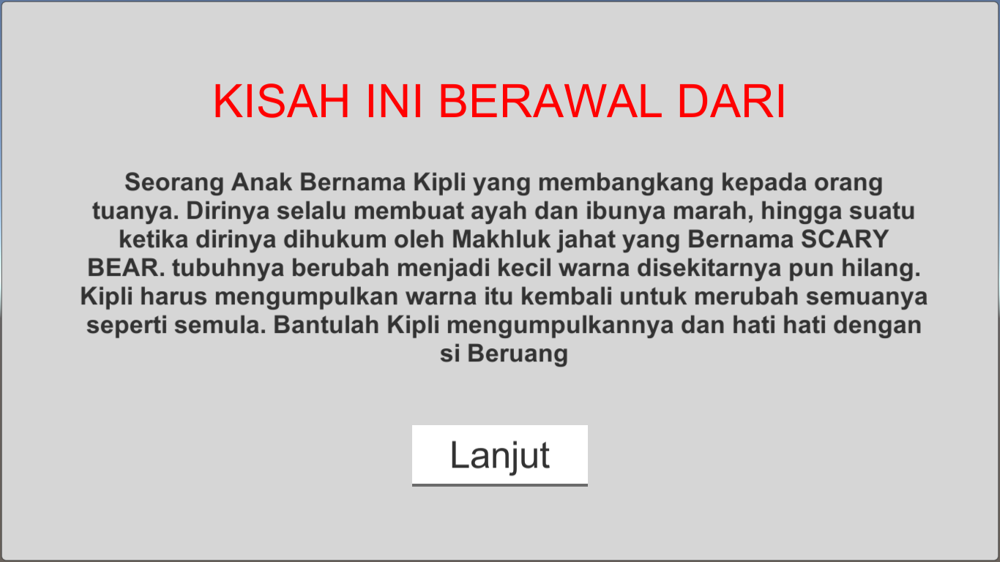 KISAH INI BERAWAL DARI
Seorang Anak Bernama Kipli yang membangkang kepada orang
tuanya. Dirinya selalu membuat ayah dan ibunya marah, hingga suatu
ketika dirinya dihukum oleh Makhluk jahat yang Bernama SCARY
BEAR. tubuhnya berubah menjadi kecil warna disekitarnya pun hilang.
Kipli harus mengumpulkan warna itu kembali untuk merubah semuanya
seperti semula. Bantulah Kipli mengumpulkannya dan hati hati dengan
si Beruang
Lanjut